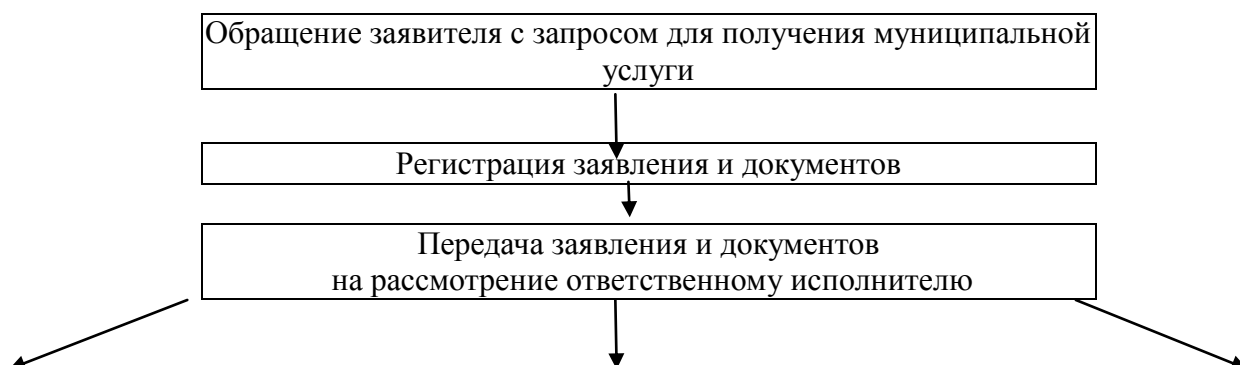 Обращение заявителя с запросом для получения муниципальной
услуги
Регистрация заявления и документов
Передача заявления и документов
на рассмотрение ответственному исполнителю